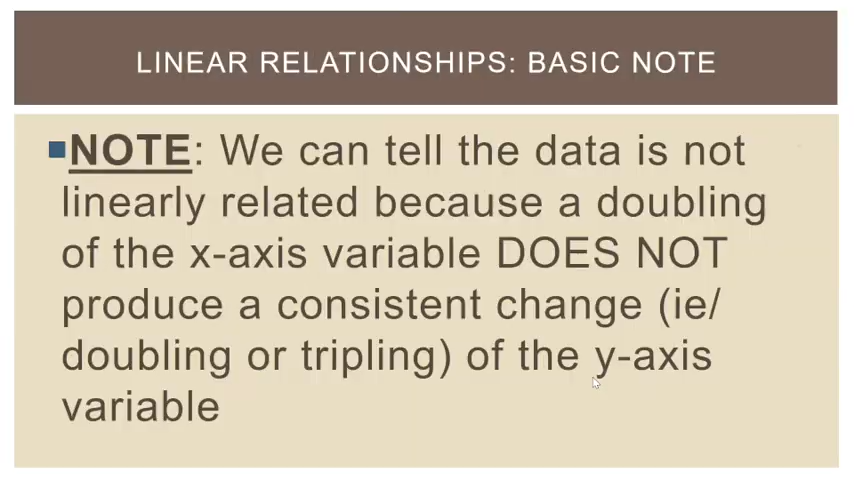 LINEAR RELATIONSHIPS: BASIC NOTE
NOTE: We can tell the data is not
linearly related because a doubling
of the x-axis variable DOES NOT
produce a consistent change (ie/
doubling or tripling) of the y-axis
variable